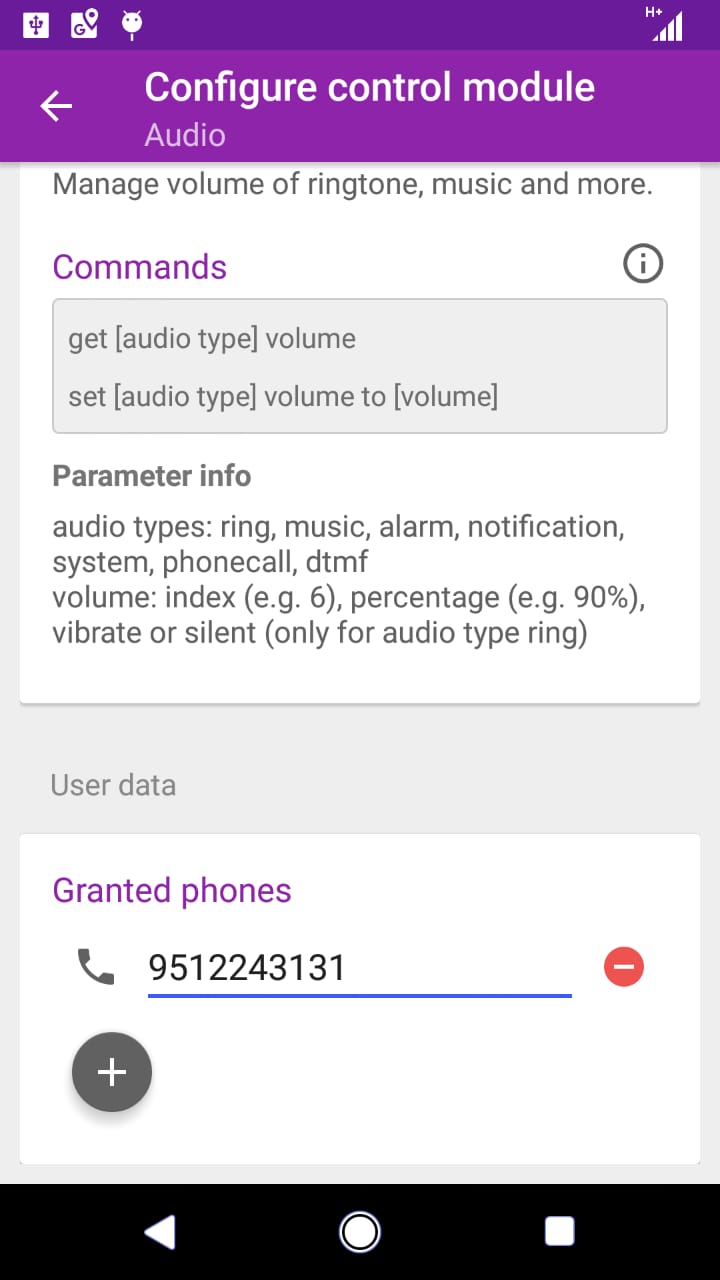 H+
Configure control module
Audio
Manage volume of ringtone, music and more.
Commands
get [audio type] volume
set [audio type] volume to [volume]
Parameter info
audio types: ring, music, alarm, notification,
system, phonecall, dtmf
volume: index (e.g. 6), percentage (e.g. 90%),
vibrate or silent (only for audio type ring)
User data
Granted phones
9512243131